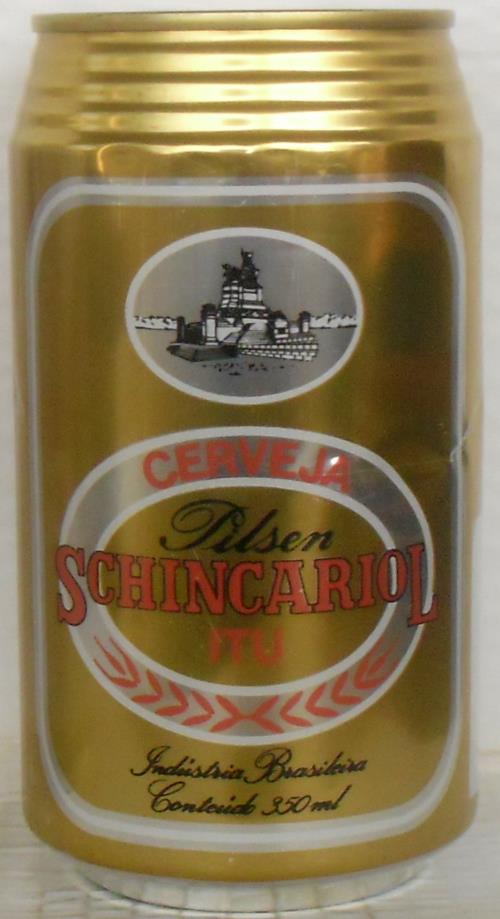 CERVEJA
Pilsen
SCHINCARIOL
ITU
Indústria Brasileira
Conteúdo 350 ml